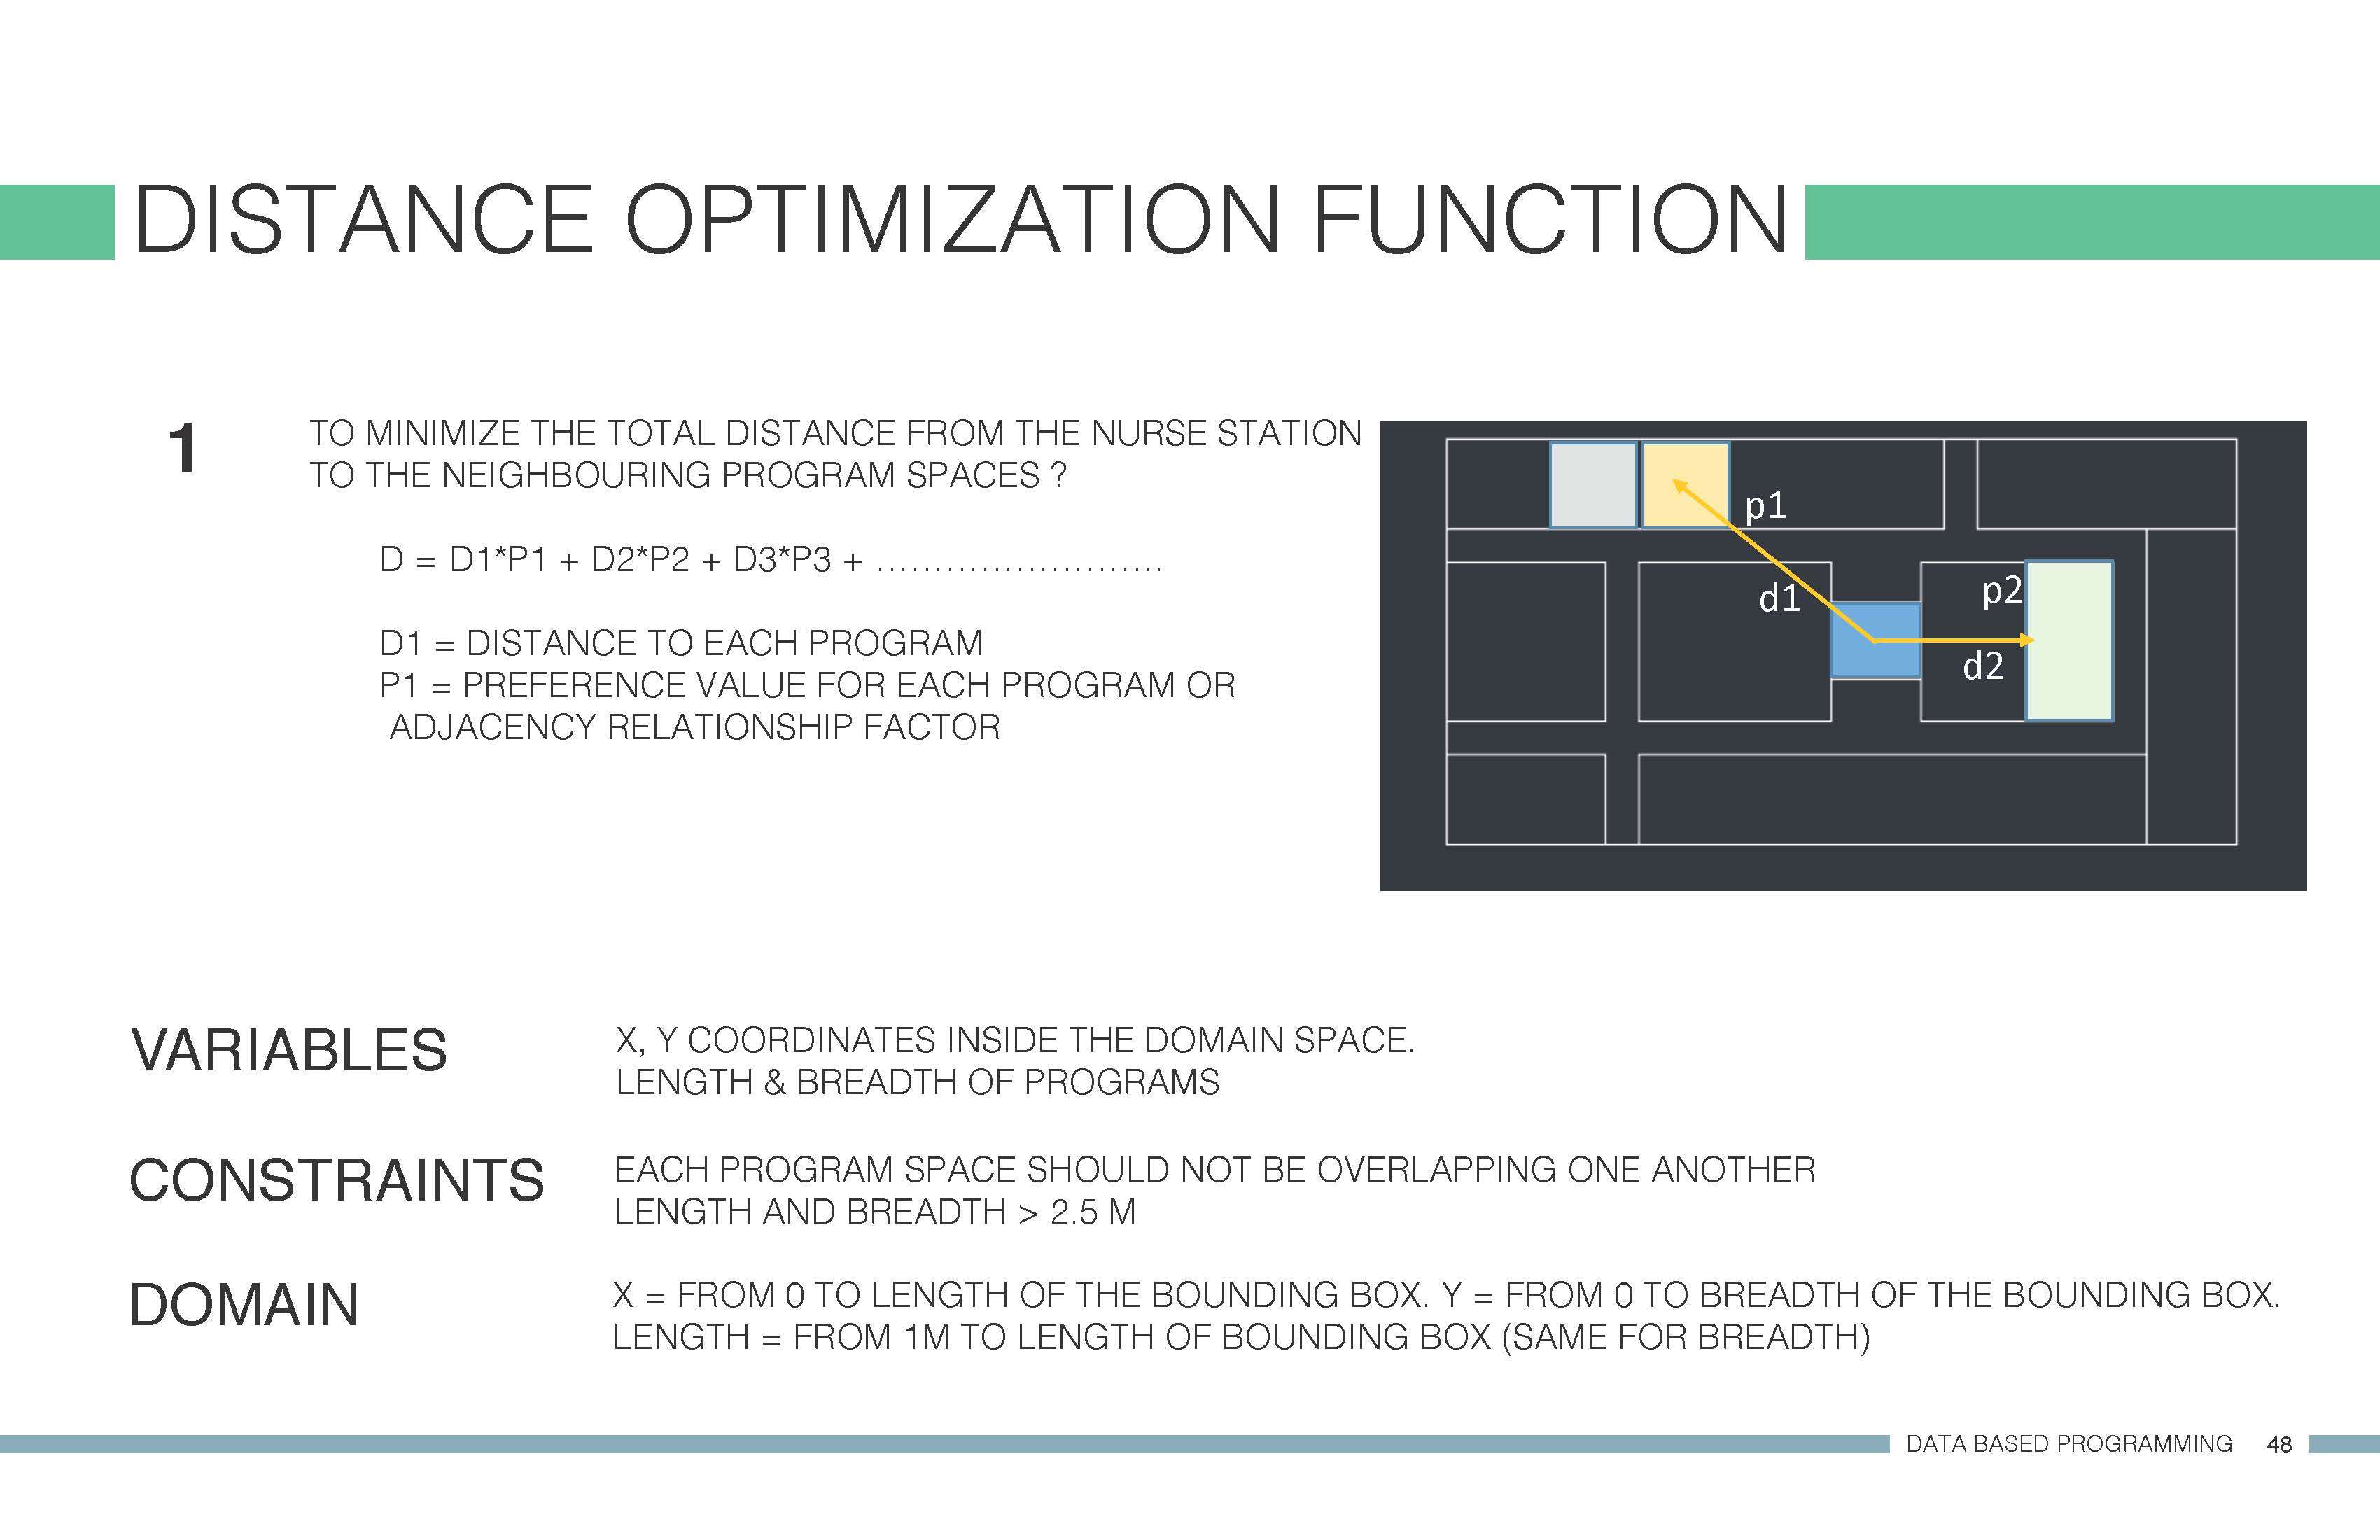 DISTANCE OPTIMIZATION FUNCTION
1
TO MINIMIZE THE TOTAL DISTANCE FROM THE NURSE STATION
TO THE NEIGHBOURING PROGRAM SPACES ?
D = D1*P1 + D2*P2 + D3*P3 + ........................
D1 = DISTANCE TO EACH PROGRAM
P1 = PREFERENCE VALUE FOR EACH PROGRAM OR
ADJACENCY RELATIONSHIP FACTOR
p1
d1
p2
d2
VARIABLES
X, Y COORDINATES INSIDE THE DOMAIN SPACE.
LENGTH & BREADTH OF PROGRAMS
CONSTRAINTS
EACH PROGRAM SPACE SHOULD NOT BE OVERLAPPING ONE ANOTHER
LENGTH AND BREADTH > 2.5 M
DOMAIN
X = FROM 0 TO LENGTH OF THE BOUNDING BOX. Y = FROM 0 TO BREADTH OF THE BOUNDING BOX.
LENGTH = FROM 1M TO LENGTH OF BOUNDING BOX (SAME FOR BREADTH)
DATA BASED PROGRAMMING 48